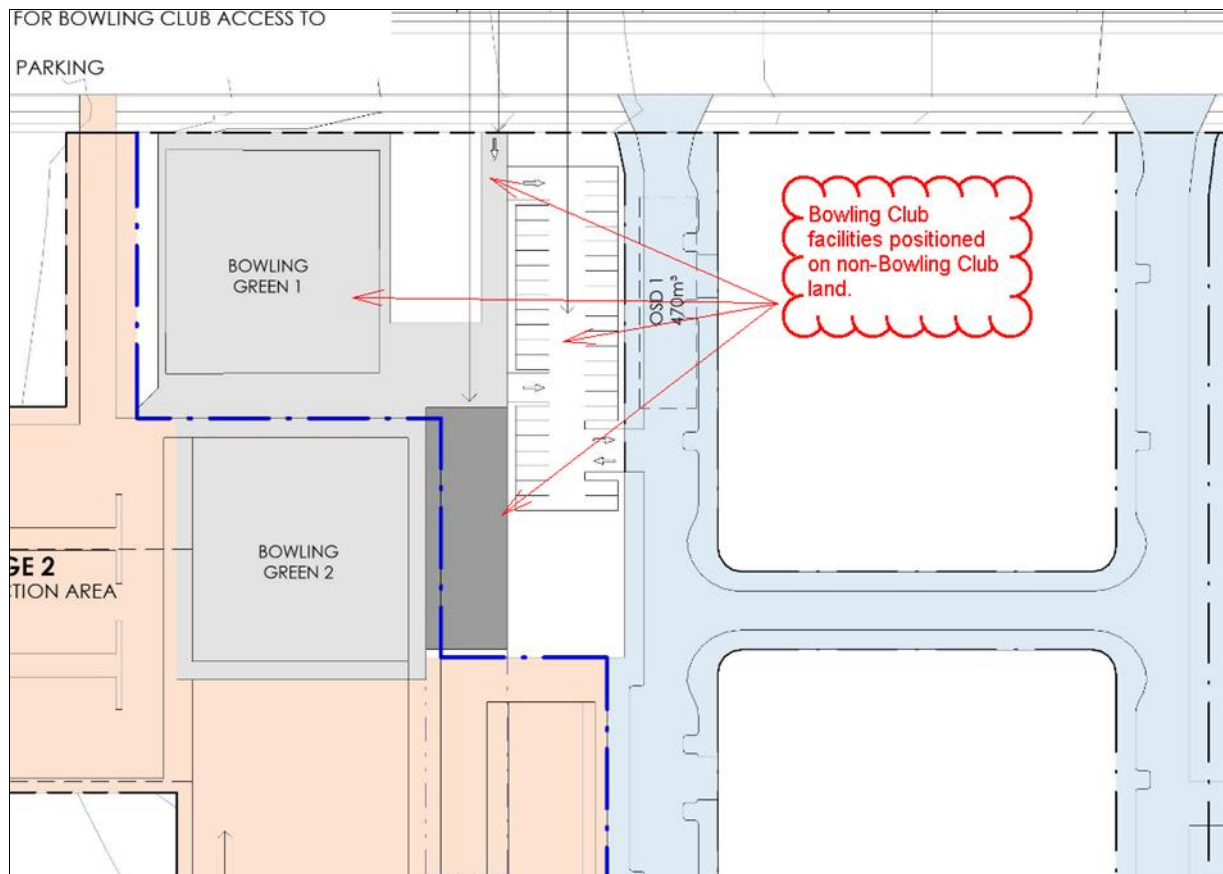 FOR BOWLING CLUB ACCESS TO
PARKING
BOWLING
GREEN 1
OSD 1
470m³
Bowling Club
facilities positioned
on non-Bowling Club
land.
BOWLING
GREEN 2
GE 2
CTION AREA